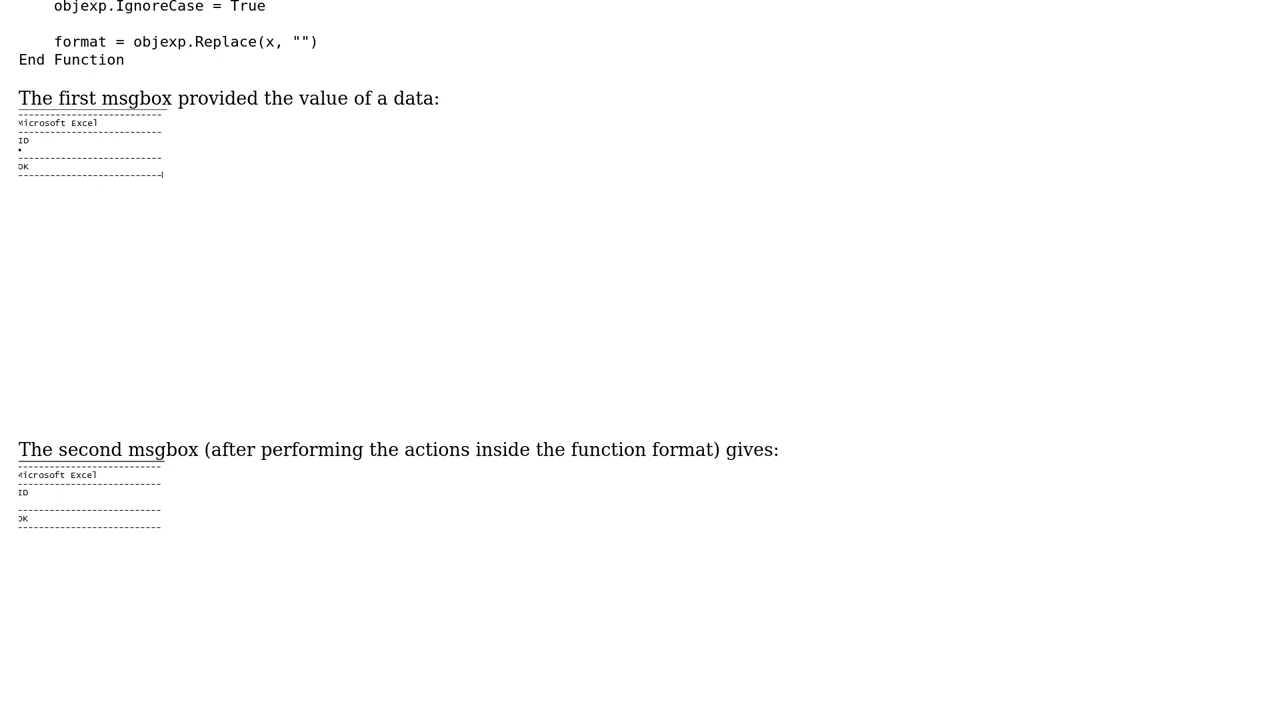 objexp.IgnoreCase = True
format = objexp.Replace(x, "")
End Function
The first msgbox provided the value of a data:
---------------------------
Microsoft Excel
---------------------------
ID
•
---------------------------
OK
---------------------------
The second msgbox (after performing the actions inside the function format) gives:
---------------------------
Microsoft Excel
---------------------------
ID
---------------------------
OK
---------------------------